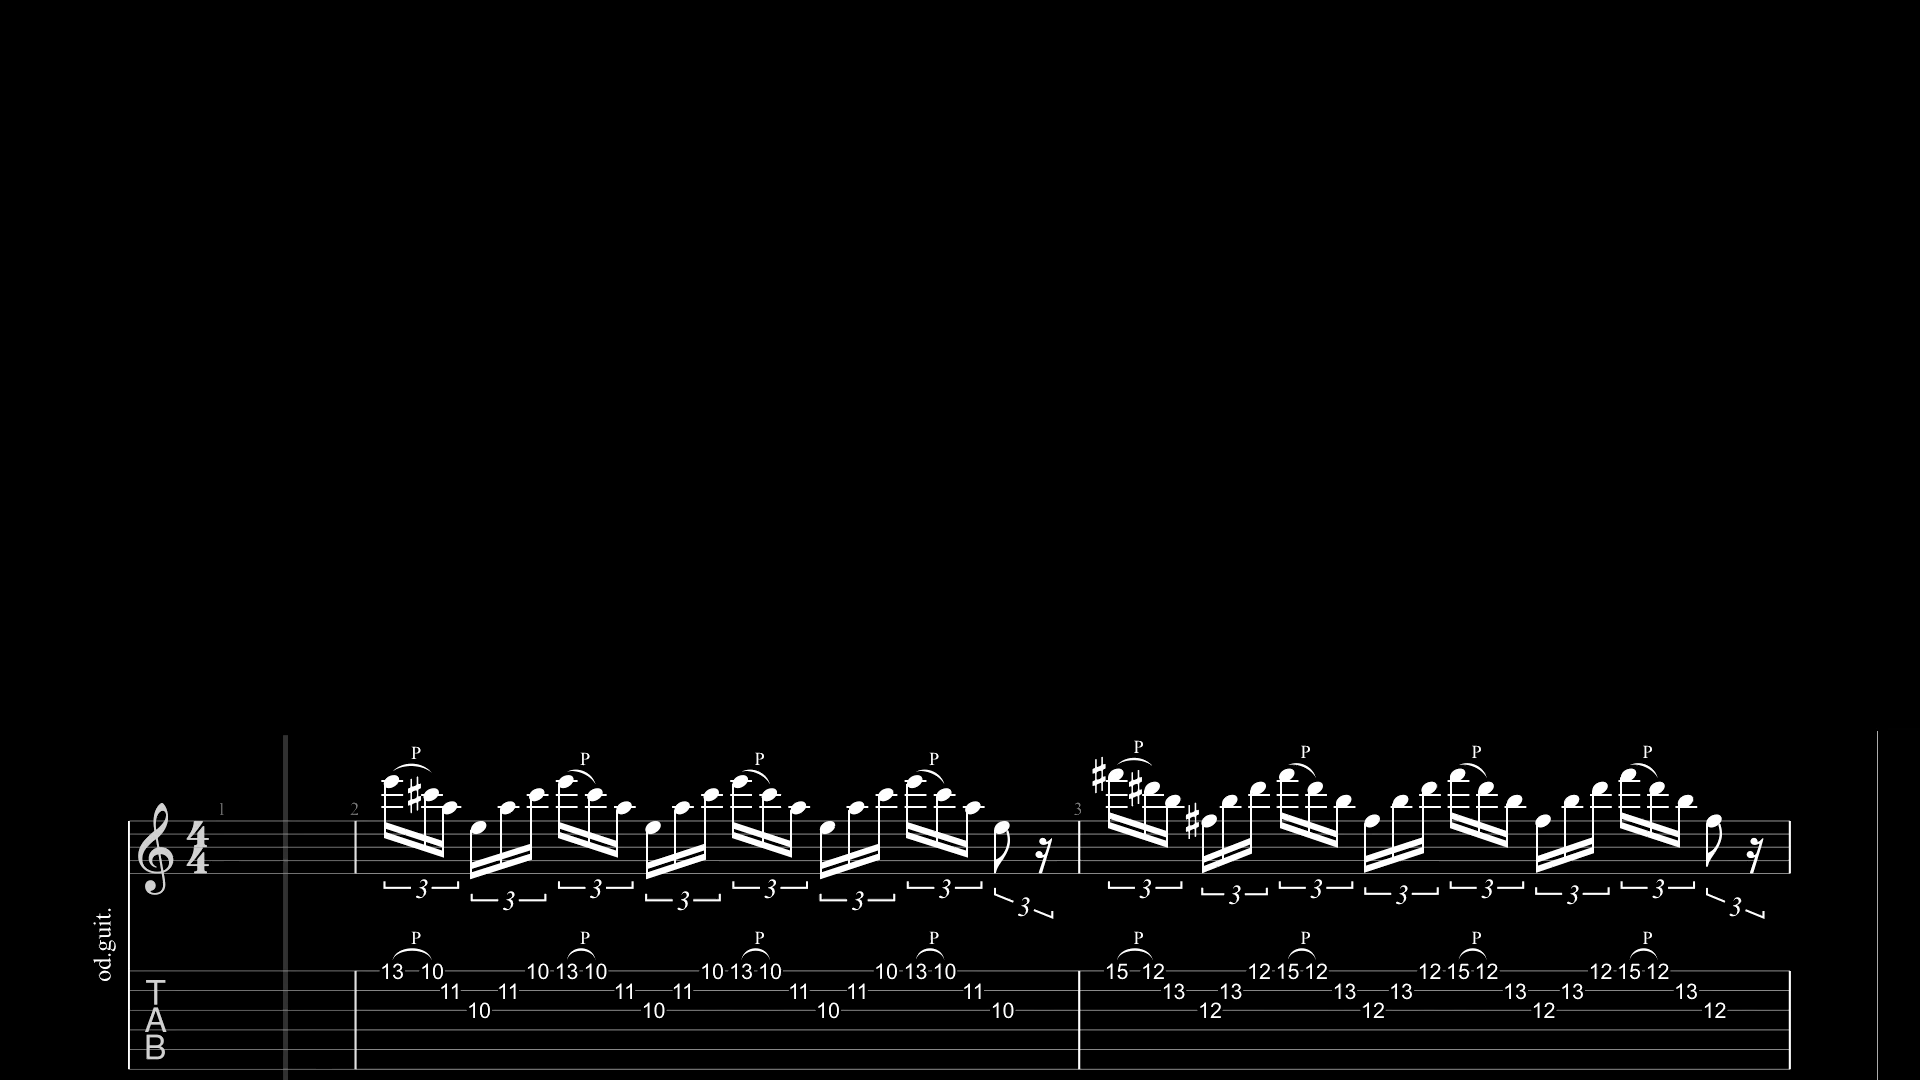 P P P P P P P P
1 2 3
4
4
3 3 3 3 3 3 3 3 3 3 3 3 3 3 3 3
od.guit.
P P P P P P P P
13 10 10 13 10 10 13 10 10 13 10 15 12 12 15 12 12 15 12 12 15 12
T 11 11 11 11 11 11 11 13 13 13 13 13 13 13
A 10 10 10 10 12 12 12 12
B